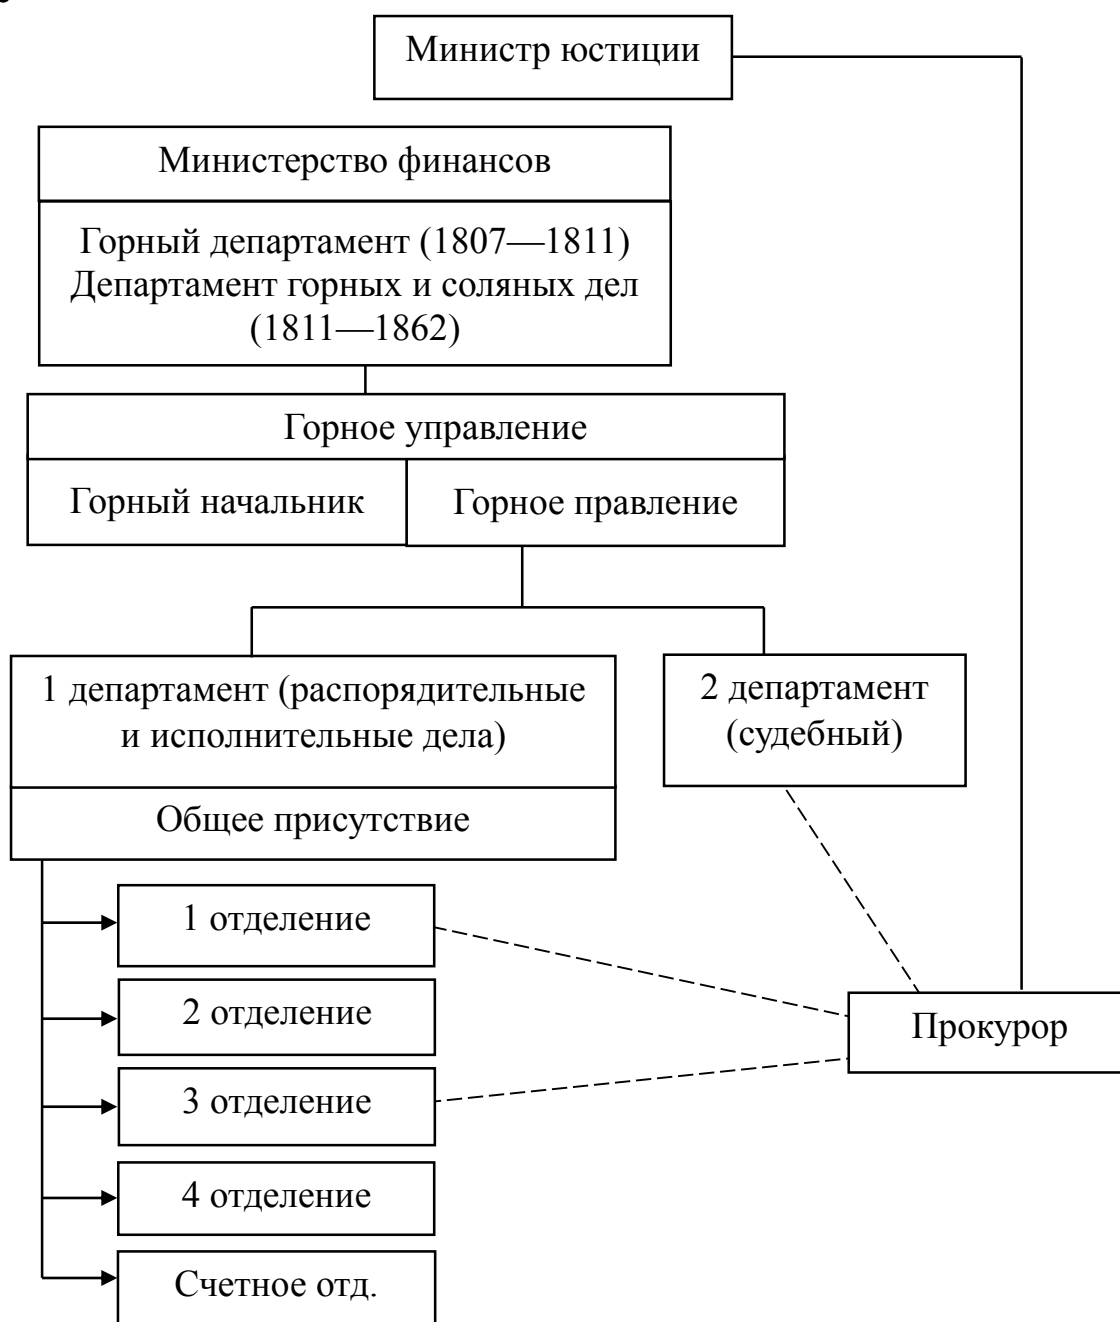 Министр юстиции
Министерство финансов
Горный департамент (1807—1811)
Департамент горных и соляных дел
(1811—1862)
Горное управление
Горный начальник
Горное правление
1 департамент (распорядительные
и исполнительные дела)
2 департамент
(судебный)
Общее присутствие
1 отделение
2 отделение
Прокурор
3 отделение
4 отделение
Счетное отд.